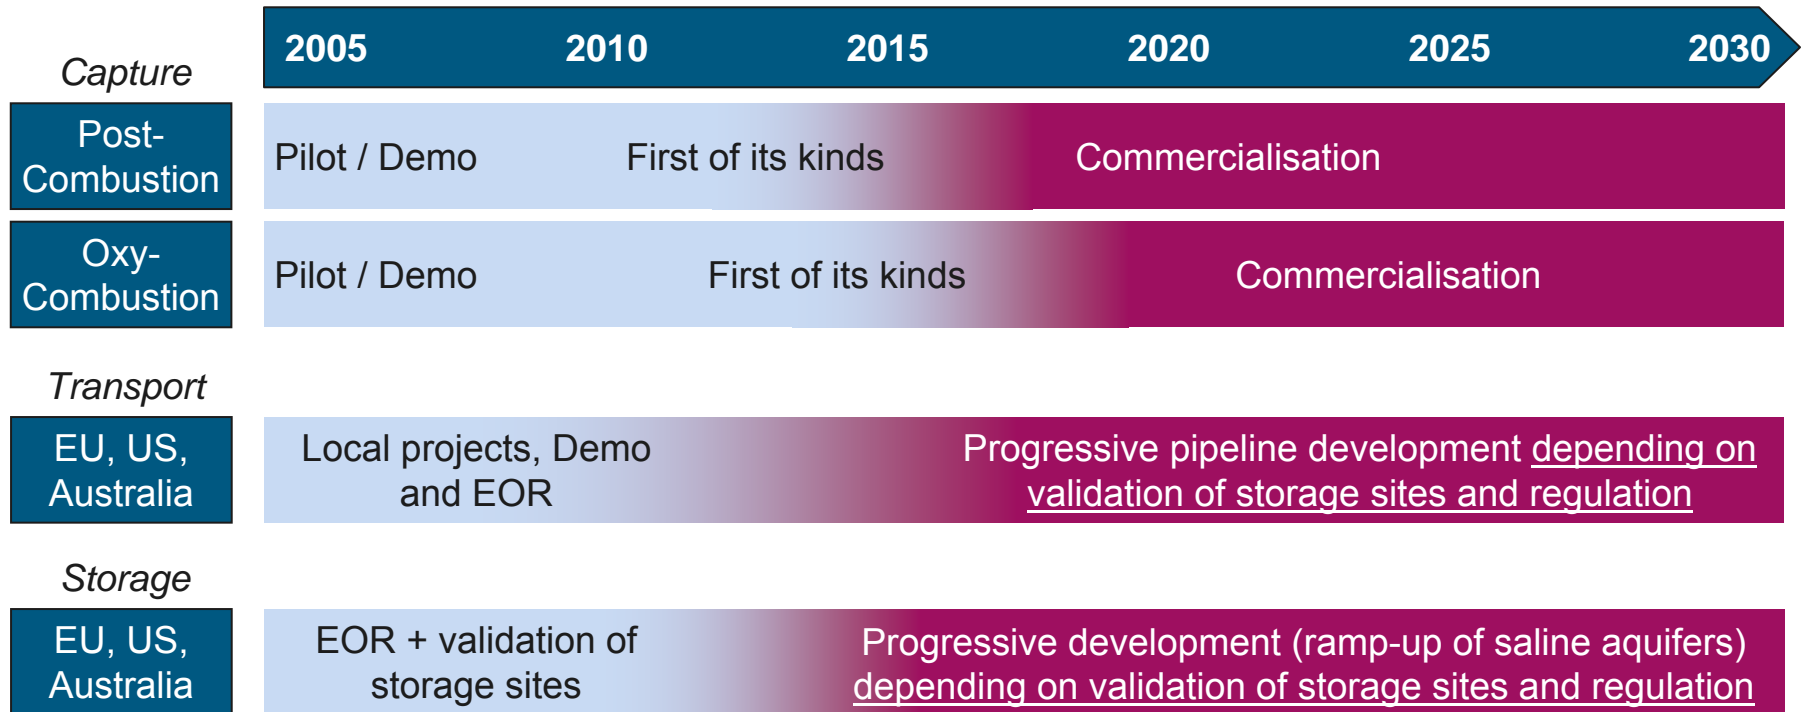 2005 2010 2015 2020 2025 2030
Capture
Post-
Combustion
Pilot / Demo
First of its kinds
Commercialisation
Oxy-
Combustion
Pilot / Demo
First of its kinds
Commercialisation
Transport
EU, US,
Australia
Local projects, Demo
and EOR
Progressive pipeline development depending on
validation of storage sites and regulation
Storage
EU, US,
Australia
EOR + validation of
storage sites
Progressive development (ramp-up of saline aquifers)
depending on validation of storage sites and regulation